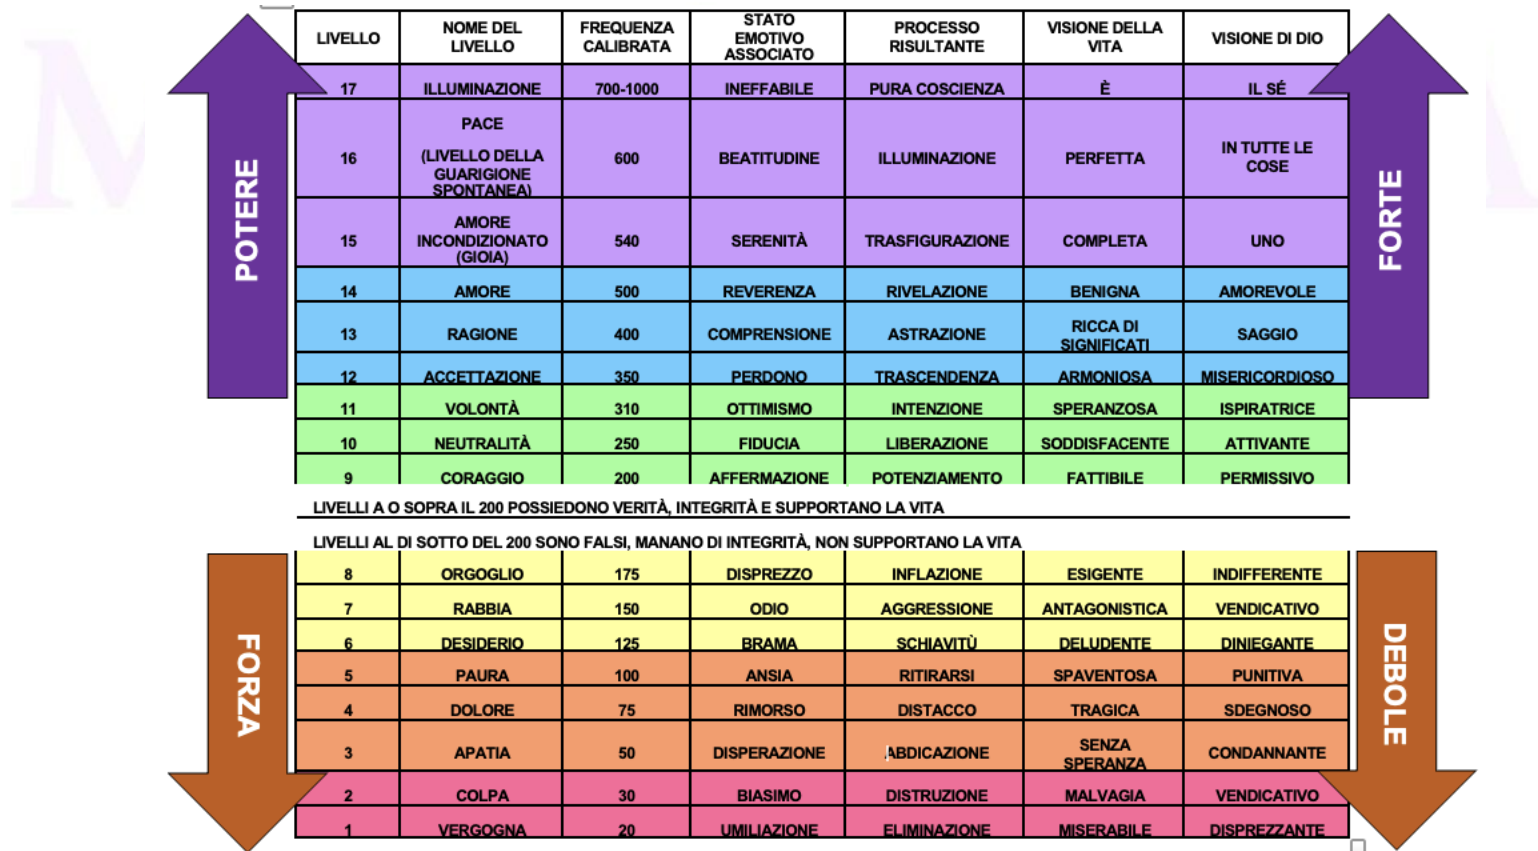 LIVELLO NOME DEL LIVELLO FREQUENZA CALIBRATA STATO EMOTIVO ASSOCIATO PROCESSO RISULTANTE VISIONE DELLA VITA VISIONE DI DIO
17 ILLUMINAZIONE 700-1000 INEFFABILE PURA COSCIENZA È IL SÉ
16 PACE (LIVELLO DELLA GUARIGIONE SPONTANEA) 600 BEATITUDINE ILLUMINAZIONE PERFETTA IN TUTTE LE COSE
15 AMORE INCONDIZIONATO (GIOIA) 540 SERENITÀ TRASFIGURAZIONE COMPLETA UNO
14 AMORE 500 REVERENZA RIVELAZIONE BENIGNA AMOREVOLE
13 RAGIONE 400 COMPRENSIONE ASTRAZIONE RICCA DI SIGNIFICATI SAGGIO
12 ACCETTAZIONE 350 PERDONO TRASCENDENZA ARMONIOSA MISERICORDIOSO
11 VOLONTÀ 310 OTTIMISMO INTENZIONE SPERANZOSA ISPIRATRICE
10 NEUTRALITÀ 250 FIDUCIA LIBERAZIONE SODDISFACENTE ATTIVANTE
9 CORAGGIO 200 AFFERMAZIONE POTENZIAMENTO FATTIBILE PERMISSIVO
POTERE
FORTE
LIVELLI A O SOPRA IL 200 POSSIEDONO VERITÀ, INTEGRITÀ E SUPPORTANO LA VITA
LIVELLI AL DI SOTTO DEL 200 SONO FALSI, MANANO DI INTEGRITÀ, NON SUPPORTANO LA VITA
8 ORGOGLIO 175 DISPREZZO INFLAZIONE ESIGENTE INDIFFERENTE
7 RABBIA 150 ODIO AGGRESSIONE ANTAGONISTICA VENDICATIVO
6 DESIDERIO 125 BRAMA SCHIAVITÙ DELUDENTE DINIEGANTE
5 PAURA 100 ANSIA RITIRARSI SPAVENTOSA PUNITIVA
4 DOLORE 75 RIMORSO DISTACCO TRAGICA SDEGNOSO
3 APATIA 50 DISPERAZIONE ABDICAZIONE SENZA SPERANZA CONDANNANTE
2 COLPA 30 BIASIMO DISTRUZIONE MALVAGIA VENDICATIVO
1 VERGOGNA 20 UMILIAZIONE ELIMINAZIONE MISERABILE DISPREZZANTE
FORZA
DEBOLE